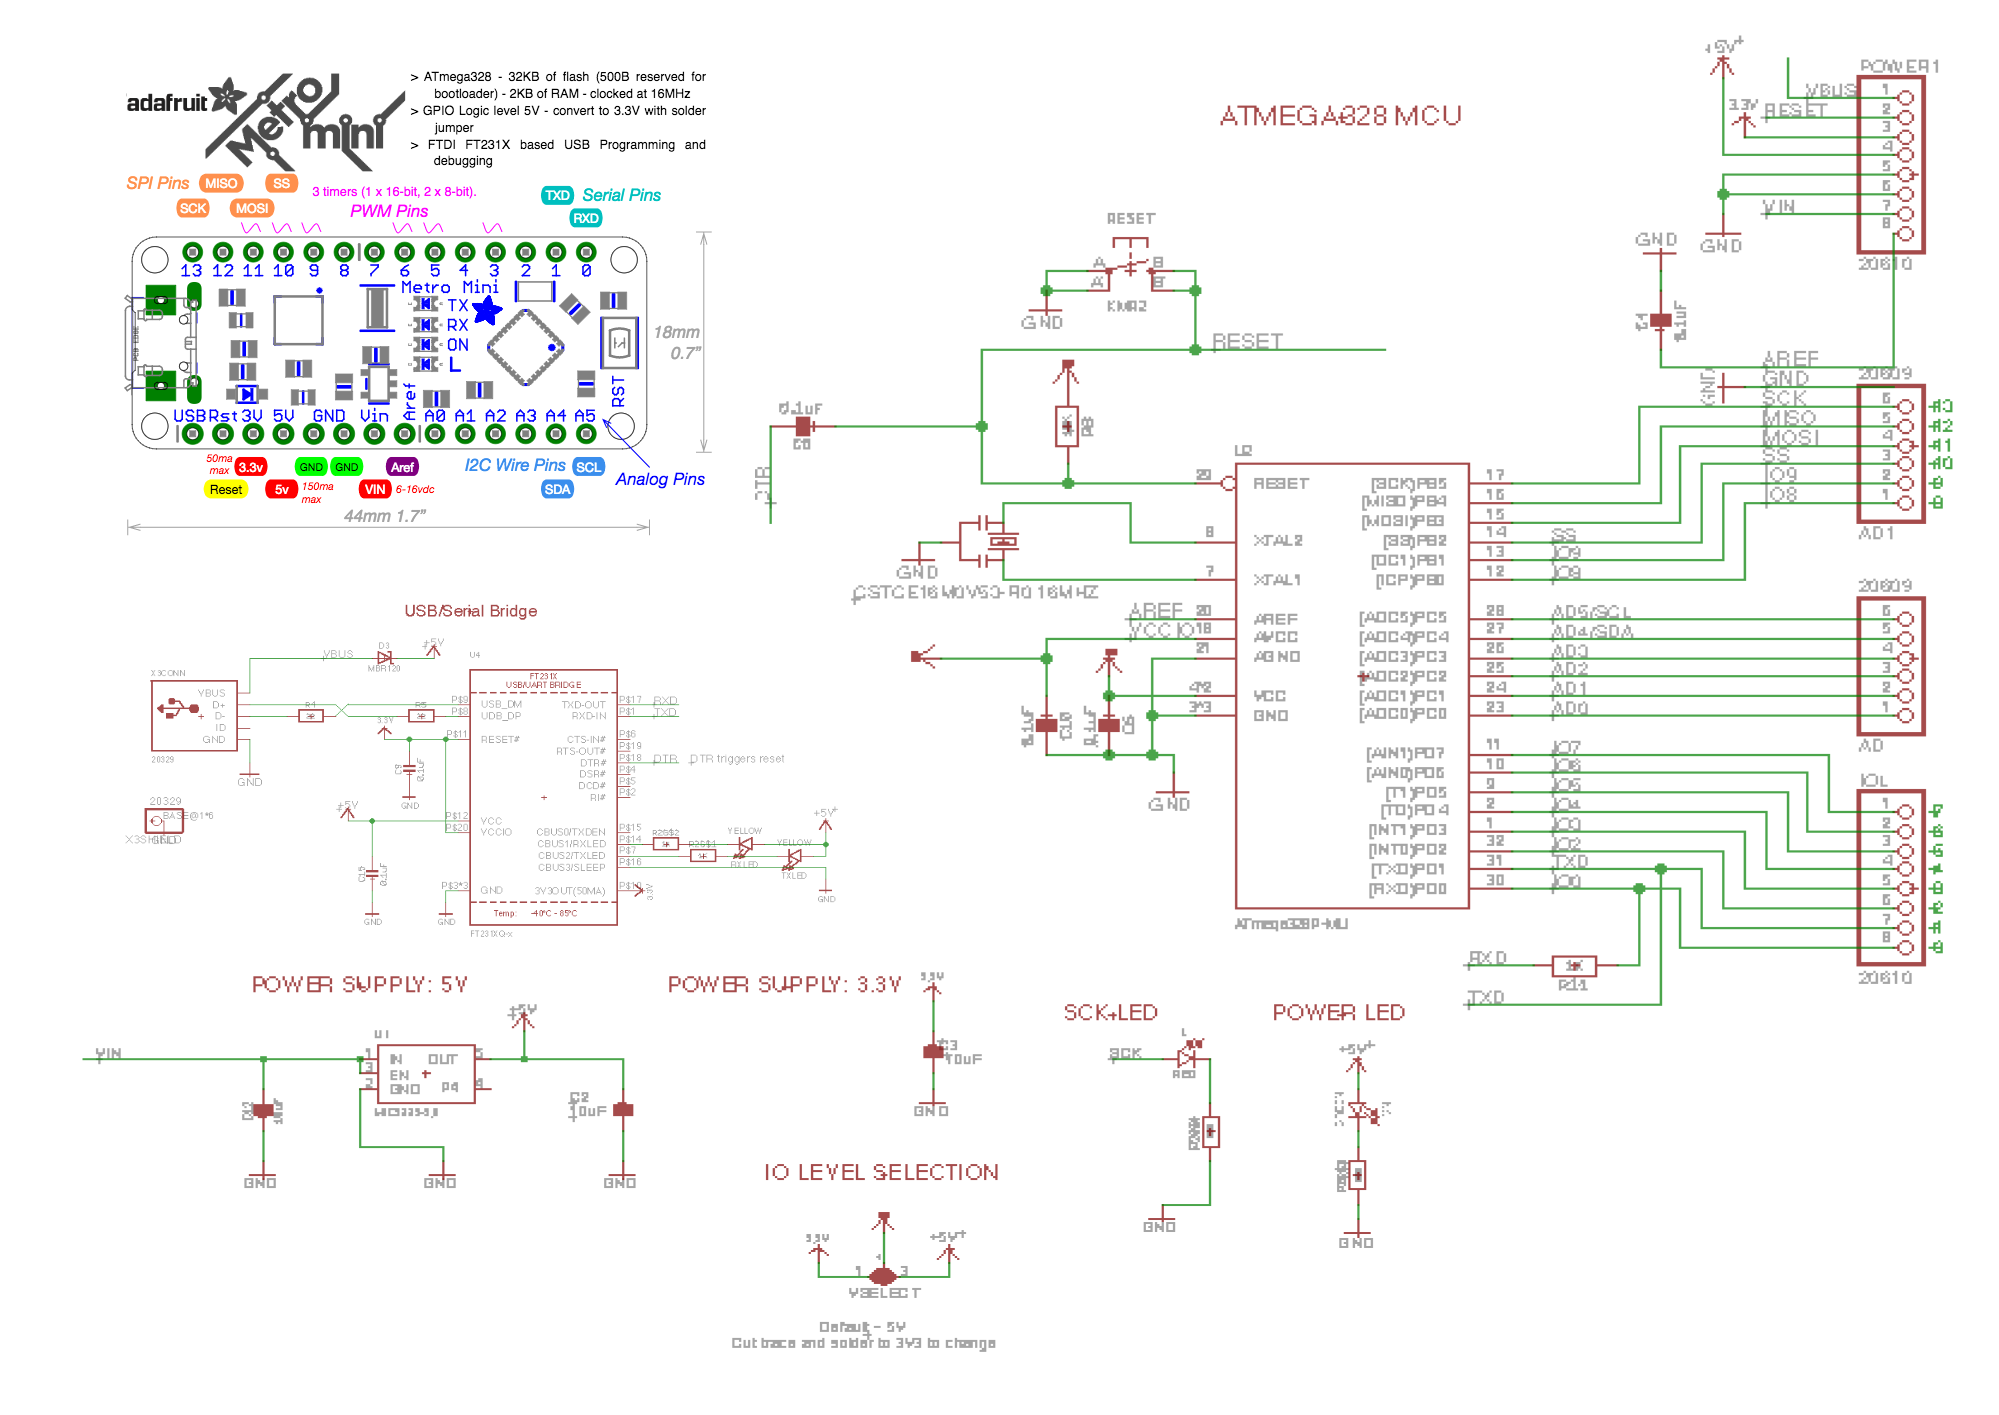 adafruit
Metro
mini
> ATmega328 - 32KB of flash (500B reserved for
bootloader) - 2KB of RAM - clocked at 16MHz
> GPIO Logic level 5V - convert to 3.3V with solder
jumper
> FTDI FT231X based USB Programming and
debugging
SPI Pins MISO SS
SCK MOSI
3 timers (1 x 16-bit, 2 x 8-bit).
PWM Pins
TXD Serial Pins
RXD
13 12 11 10 9 8 7 6 5 4 3 2 1 0
Metro Mini
TX
RX
ON
L
RST
USB Rst 3V 5V GND Vin Aref A0 A1 A2 A3 A4 A5
18mm
0.7"
50ma
max
3.3v GND GND Aref
I2C Wire Pins SCL
Reset 5v 150ma
max
VIN 6-16vdc
SDA
Analog Pins
44mm 1.7"
ATMEGA328 MCU
+5V
POWER1
VBUS 1
RESET 2
3.3V 3
4
5
6
VIN 7
8
GND
20610
GND
0.1uF
RESET
A B
A' B'
KMR2
GND
RESET
0.1uF
DTR
AREF
20609
GND
SCK 6
MISO 5
MOSI 4
SS 3
IO9 2
IO8 1
AD1
U2
29 RESET
8 XTAL2
7 XTAL1
GND
CSTCE16M0V53-R0 16MHZ
AREF 20 AREF
VCCIO 18 AVCC
21 AGND
VCC
GND
0.1uF C10
0.1uF
GND
[SCK]PB5 17
[MISO]PB4 16
[MOSI]PB3 15
[SS]PB2 14 SS
[OC1]PB1 13 IO9
[ICP]PB0 12
[ADC5]PC5 28 AD5/SCL
[ADC4]PC4 27 AD4/SDA
[ADC3]PC3 26 AD3
[ADC2]PC2 25 AD2
[ADC1]PC1 24 AD1
[ADC0]PC0 23 AD0
[AIN1]PD7 11 IO7
[AIN0]PD6 10 IO6
[T1]PD5 9 IO5
[T0]PD4 2 IO4
[INT1]PD3 1 IO3
[INT0]PD2 32 IO2
[TXD]PD1 31 TXD
[RXD]PD0 30 IO0
ATmega328P-MU
20609
6
5
4
3
2
1
AD
IOL
1
2
3
4
5
6
7
8
20610
RXD
1K
R11
TXD
USB/Serial Bridge
VBUS
D3
MBR120
+5V
X3CONN
VBUS
D+
D-
ID
GND
20329
GND
R4
R5
3.3V
C9
0.1uF
GND
20329
BASE@1*6
X3SHIELD
+5V
0.1uF
GND
GND
U4
FT231X
USB/UART BRIDGE
P$9 USB_DM TXD-OUT P$17 RXD
P$8 UDB_DP RXD-IN P$1 TXD
P$11 RESET# CTS-IN# P$6
RTS-OUT# P$19
DTR# P$18 DTR DTR triggers reset
DSR# P$4
DCD# P$5
RI# P$2
P$12 VCC
P$20 VCCIO CBUS0/TXDEN P$15
CBUS1/RXLED P$14
CBUS2/TXLED P$7
CBUS3/SLEEP P$16
P$3*3 GND 3V3OUT(50MA)
3.3V
Temp: -40°C - 85°C
FT231XQ-x
YELLOW
RXLED
YELLOW
TXLED
+5V
GND
POWER SUPPLY: 5V
VIN
U1
1 IN OUT 5
3 EN
2 GND P4 4
+5V
10uF
GND
GND
C2
10uF
GND
POWER SUPPLY: 3.3V
3.3V
C3
10uF
GND
SCK LED
SCK
L
RED
GND
POWER LED
+5V
GND
IO LEVEL SELECTION
3.3V
+5V
1 3
VSELECT
Default - 5V
Cut trace and solder to 3V3 to change